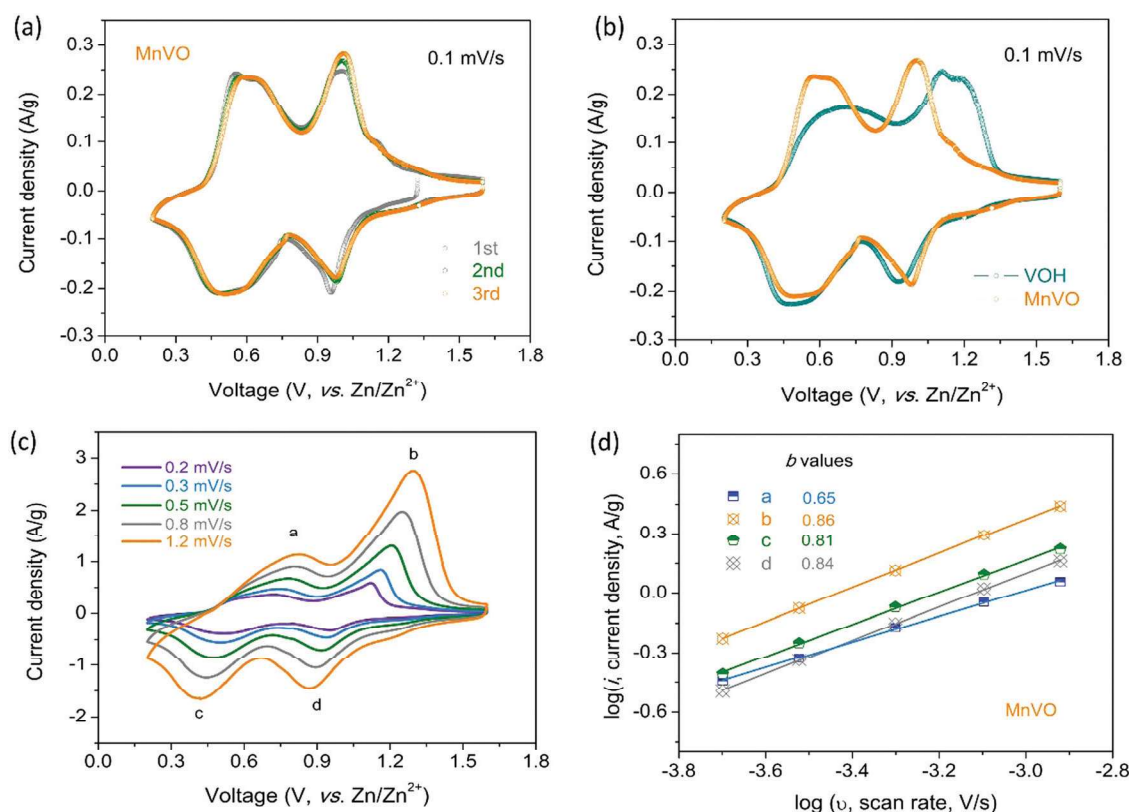 (a)
MnVO
0.1 mV/s
1st
2nd
3rd
0.3
0.2
0.1
0.0
-0.1
-0.2
-0.3
0.0 0.3 0.6 0.9 1.2 1.5 1.8
Current density (A/g)
Voltage (V, vs. Zn/Zn²⁺)
(b)
0.1 mV/s
VOH
MnVO
0.3
0.2
0.1
0.0
-0.1
-0.2
-0.3
0.0 0.3 0.6 0.9 1.2 1.5 1.8
Current density (A/g)
Voltage (V, vs. Zn/Zn²⁺)
(c)
0.2 mV/s
0.3 mV/s
0.5 mV/s
0.8 mV/s
1.2 mV/s
a
b
c
d
3
2
1
0
-1
-2
0.0 0.3 0.6 0.9 1.2 1.5 1.8
Current density (A/g)
Voltage (V, vs. Zn/Zn²⁺)
(d)
b values
a 0.65
b 0.86
c 0.81
d 0.84
MnVO
0.6
0.3
0.0
-0.3
-0.6
-3.8 -3.6 -3.4 -3.2 -3.0 -2.8
log(i, current density, A/g)
log (υ, scan rate, V/s)